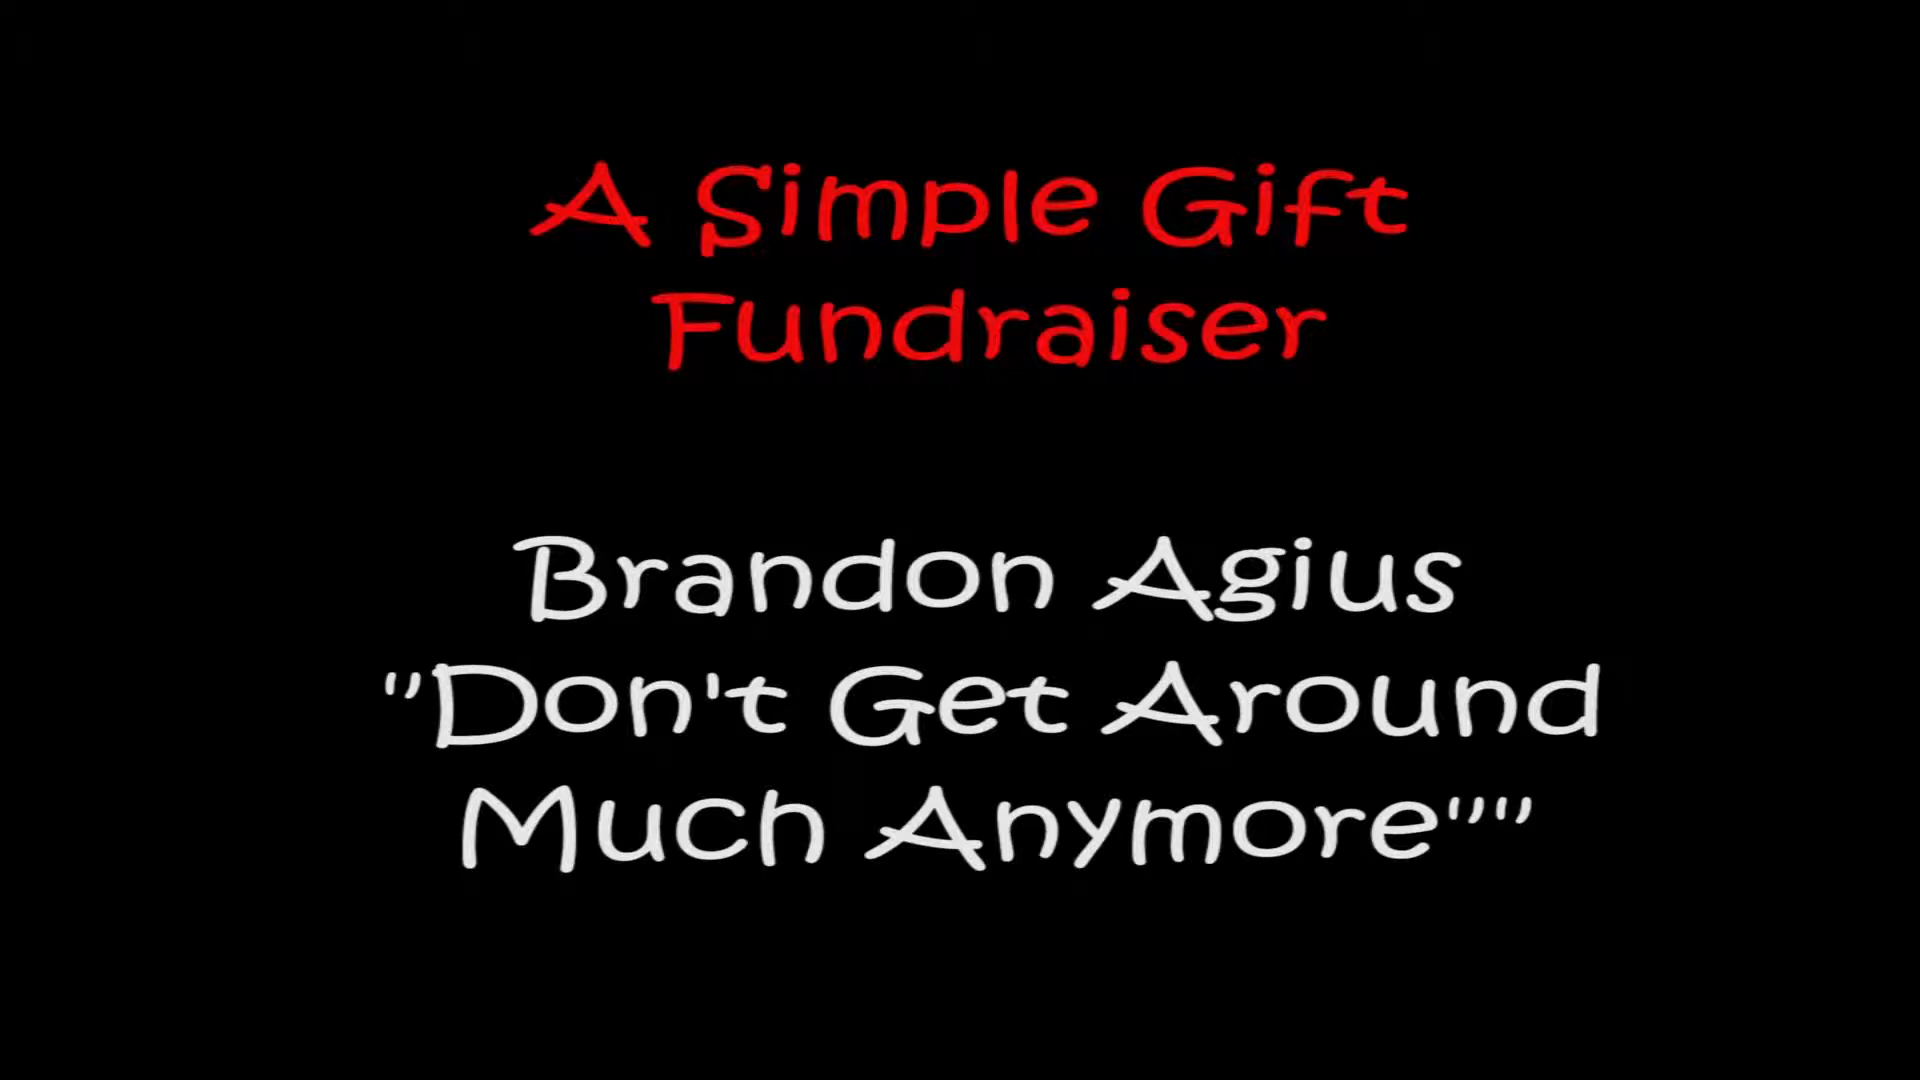 A Simple Gift
Fundraiser
Brandon Agius
"Don't Get Around
Much Anymore""